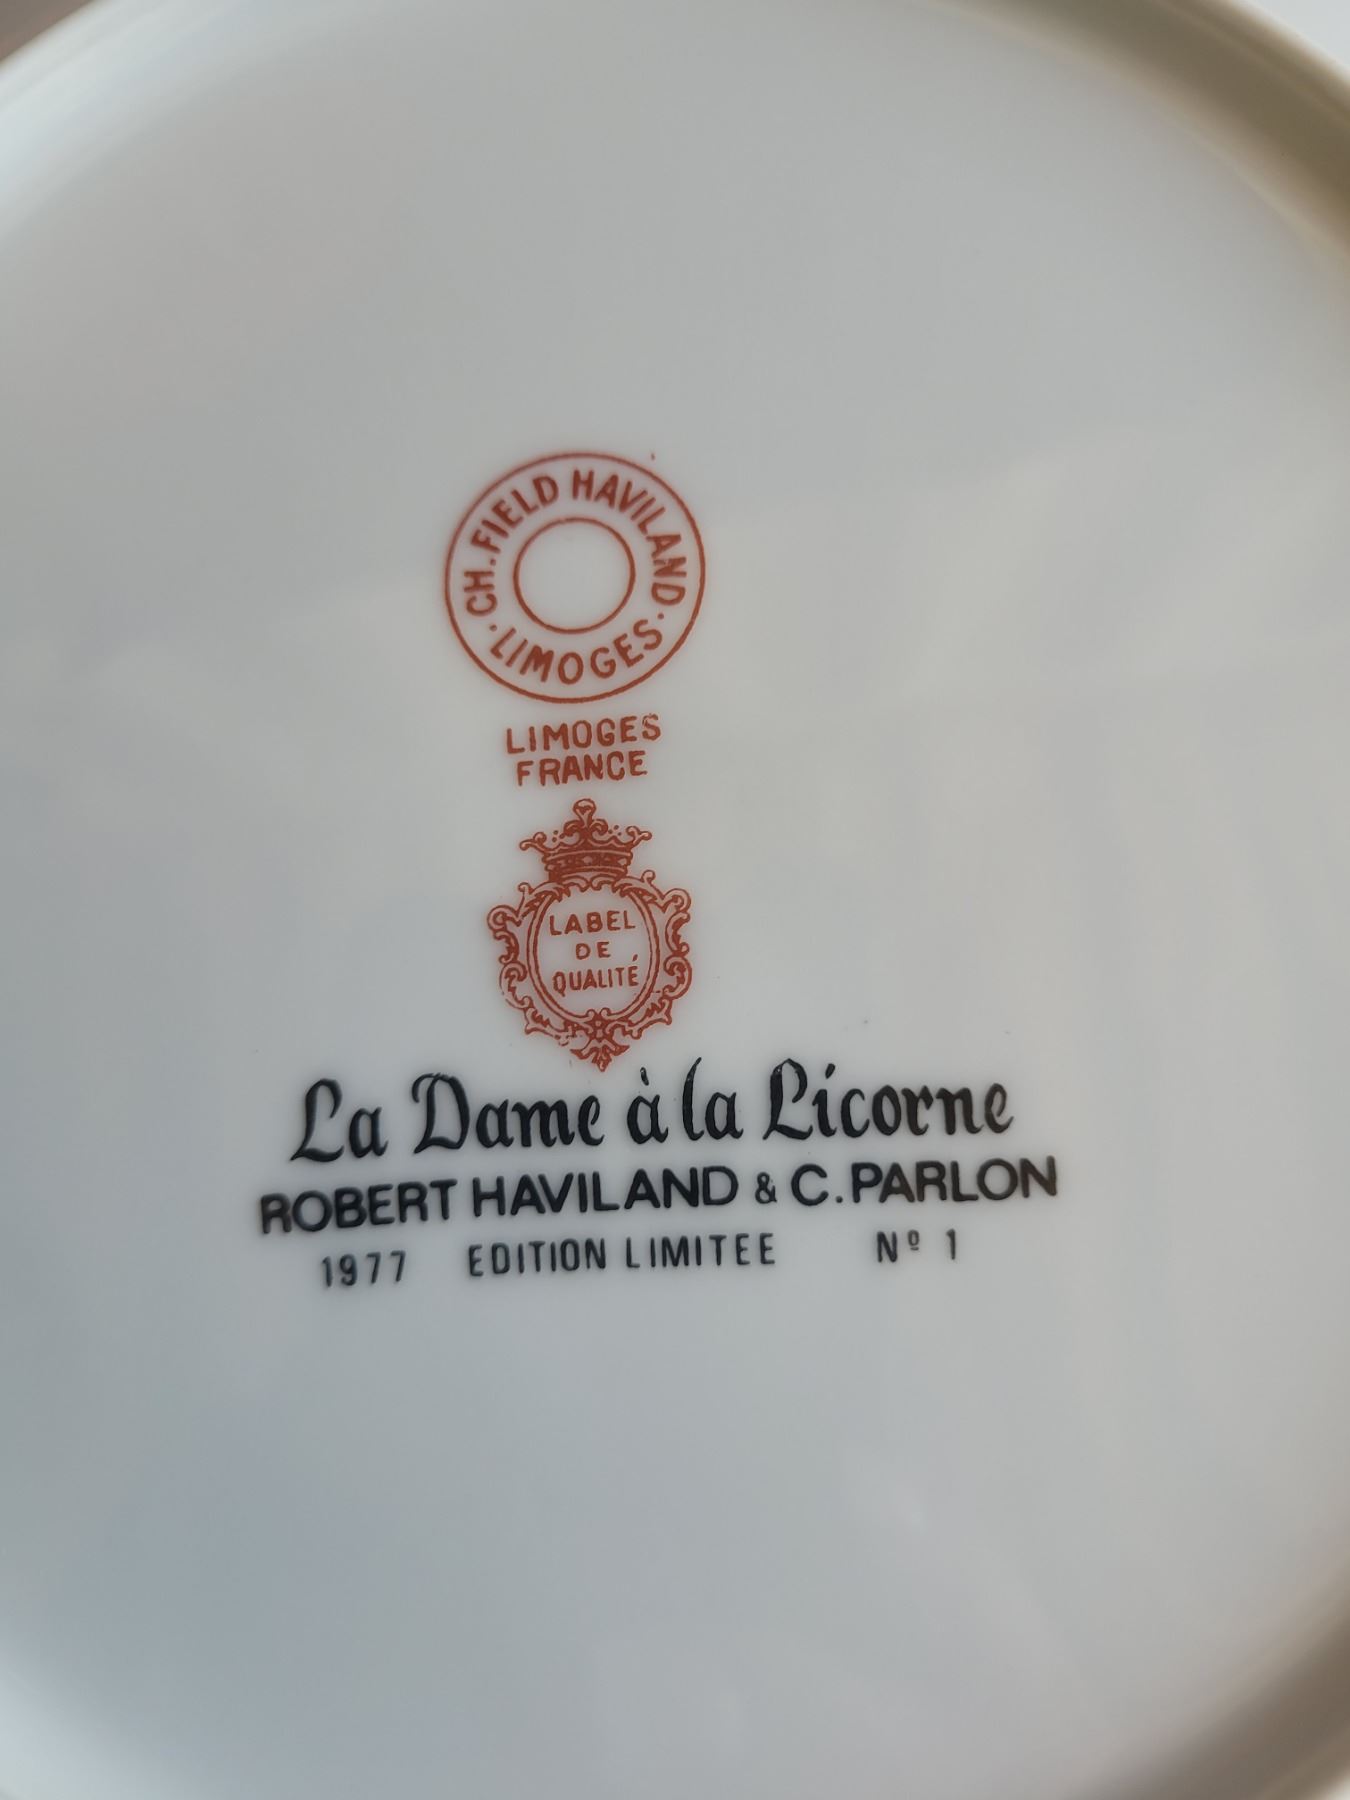 CH. FIELD HAVILAND
· LIMOGES ·
LIMOGES
FRANCE
LABEL
DE
QUALITÉ
La Dame à la Licorne
ROBERT HAVILAND & C. PARLON
1977 EDITION LIMITEE Nº 1